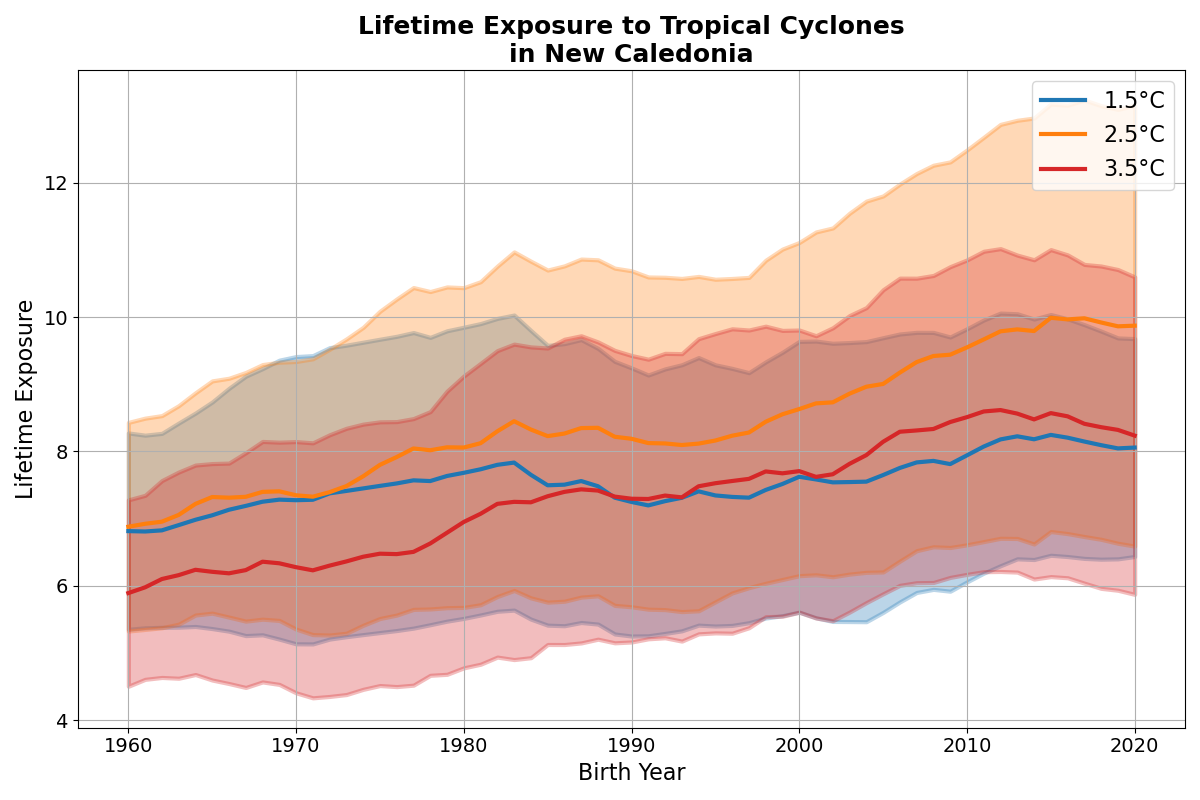 Lifetime Exposure to Tropical Cyclones
in New Caledonia
1.5°C
2.5°C
3.5°C
Lifetime Exposure
12
10
8
6
4
1960 1970 1980 1990 2000 2010 2020
Birth Year